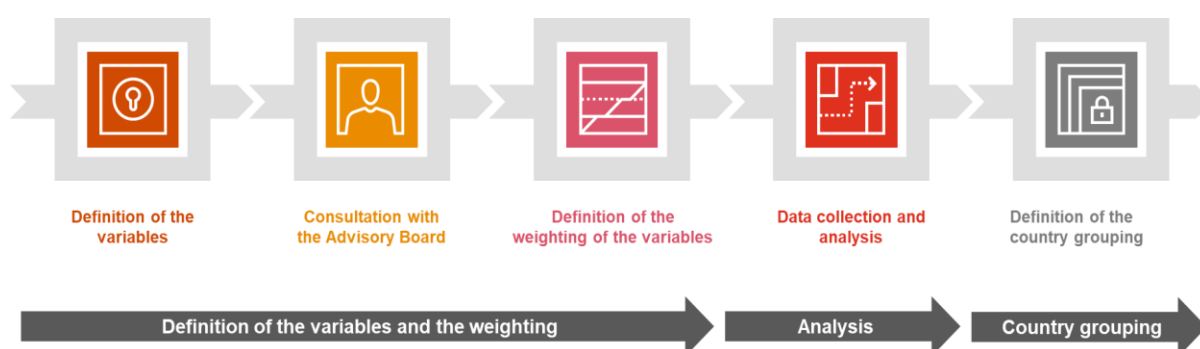 Definition of the
variables
Consultation with
the Advisory Board
Definition of the
weighting of the variables
Data collection and
analysis
Definition of the
country grouping
Definition of the variables and the weighting
Analysis
Country grouping